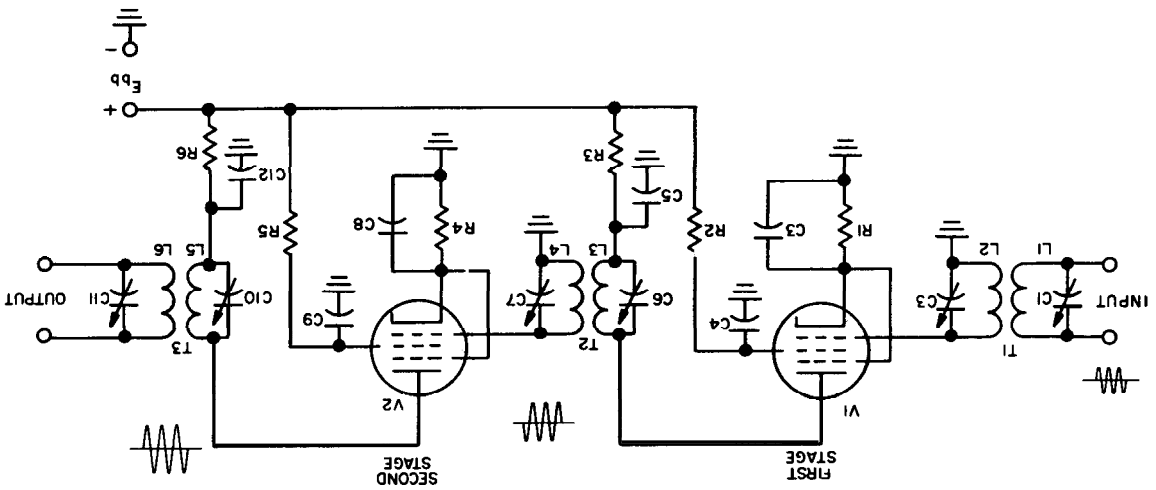 FIRST
STAGE
SECOND
STAGE
V1
V2
T1
T2
T3
INPUT
C1
C3
C4
C6
C7
C9
C10
C11
OUTPUT
L1
L2
L3
L4
L5
L6
R1
C3
R2
C5
R4
C8
R5
C12
R3
R6
+
Ebb
-